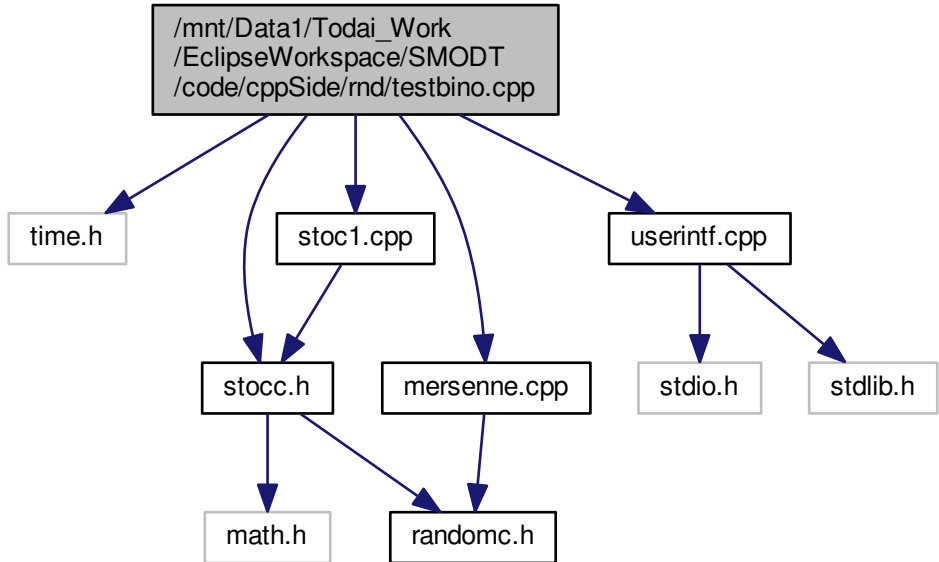 /mnt/Data1/Todai_Work
/EclipseWorkspace/SMODT
/code/cppSide/rnd/testbino.cpp
time.h
stoc1.cpp
userintf.cpp
stocc.h
mersenne.cpp
stdio.h
stdlib.h
math.h
randomc.h